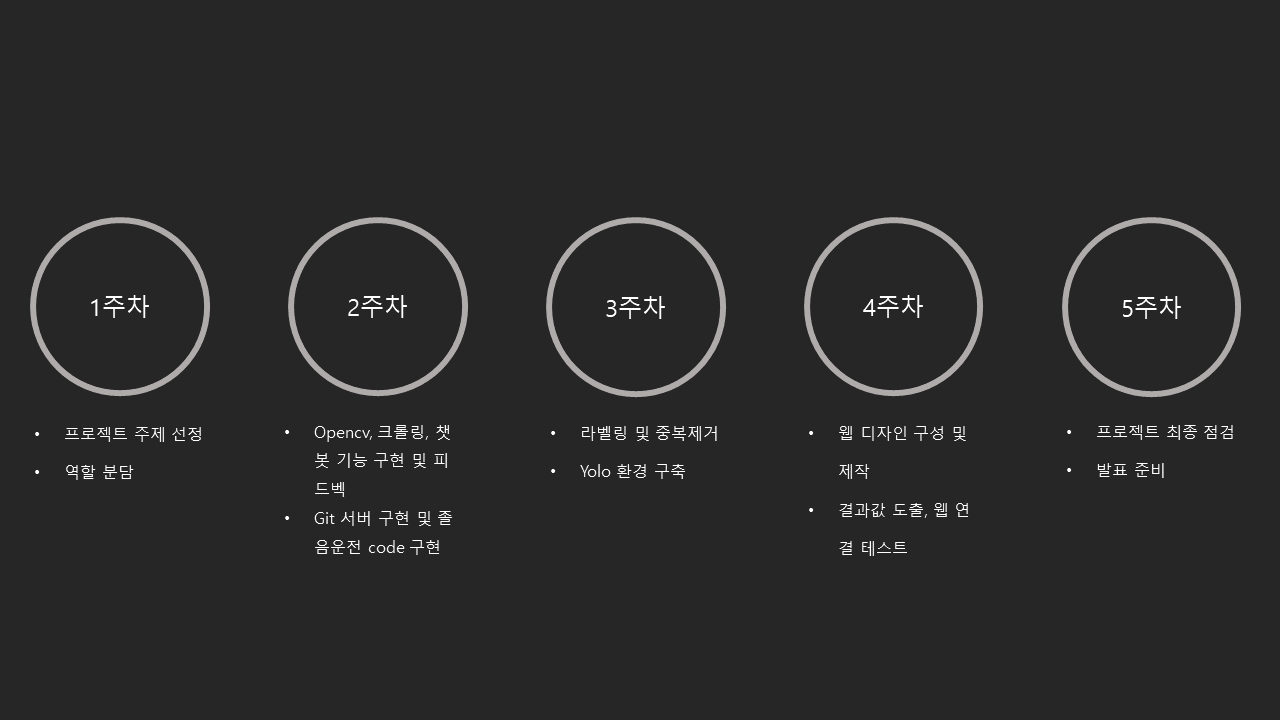 1주차
• 프로젝트 주제 선정
• 역할 분담
2주차
• Opencv, 크롤링, 챗
봇 기능 구현 및 피
드벡
• Git 서버 구현 및 졸
음운전 code 구현
3주차
• 라벨링 및 중복제거
• Yolo 환경 구축
4주차
• 웹 디자인 구성 및
제작
• 결과값 도출, 웹 연
결 테스트
5주차
• 프로젝트 최종 점검
• 발표 준비